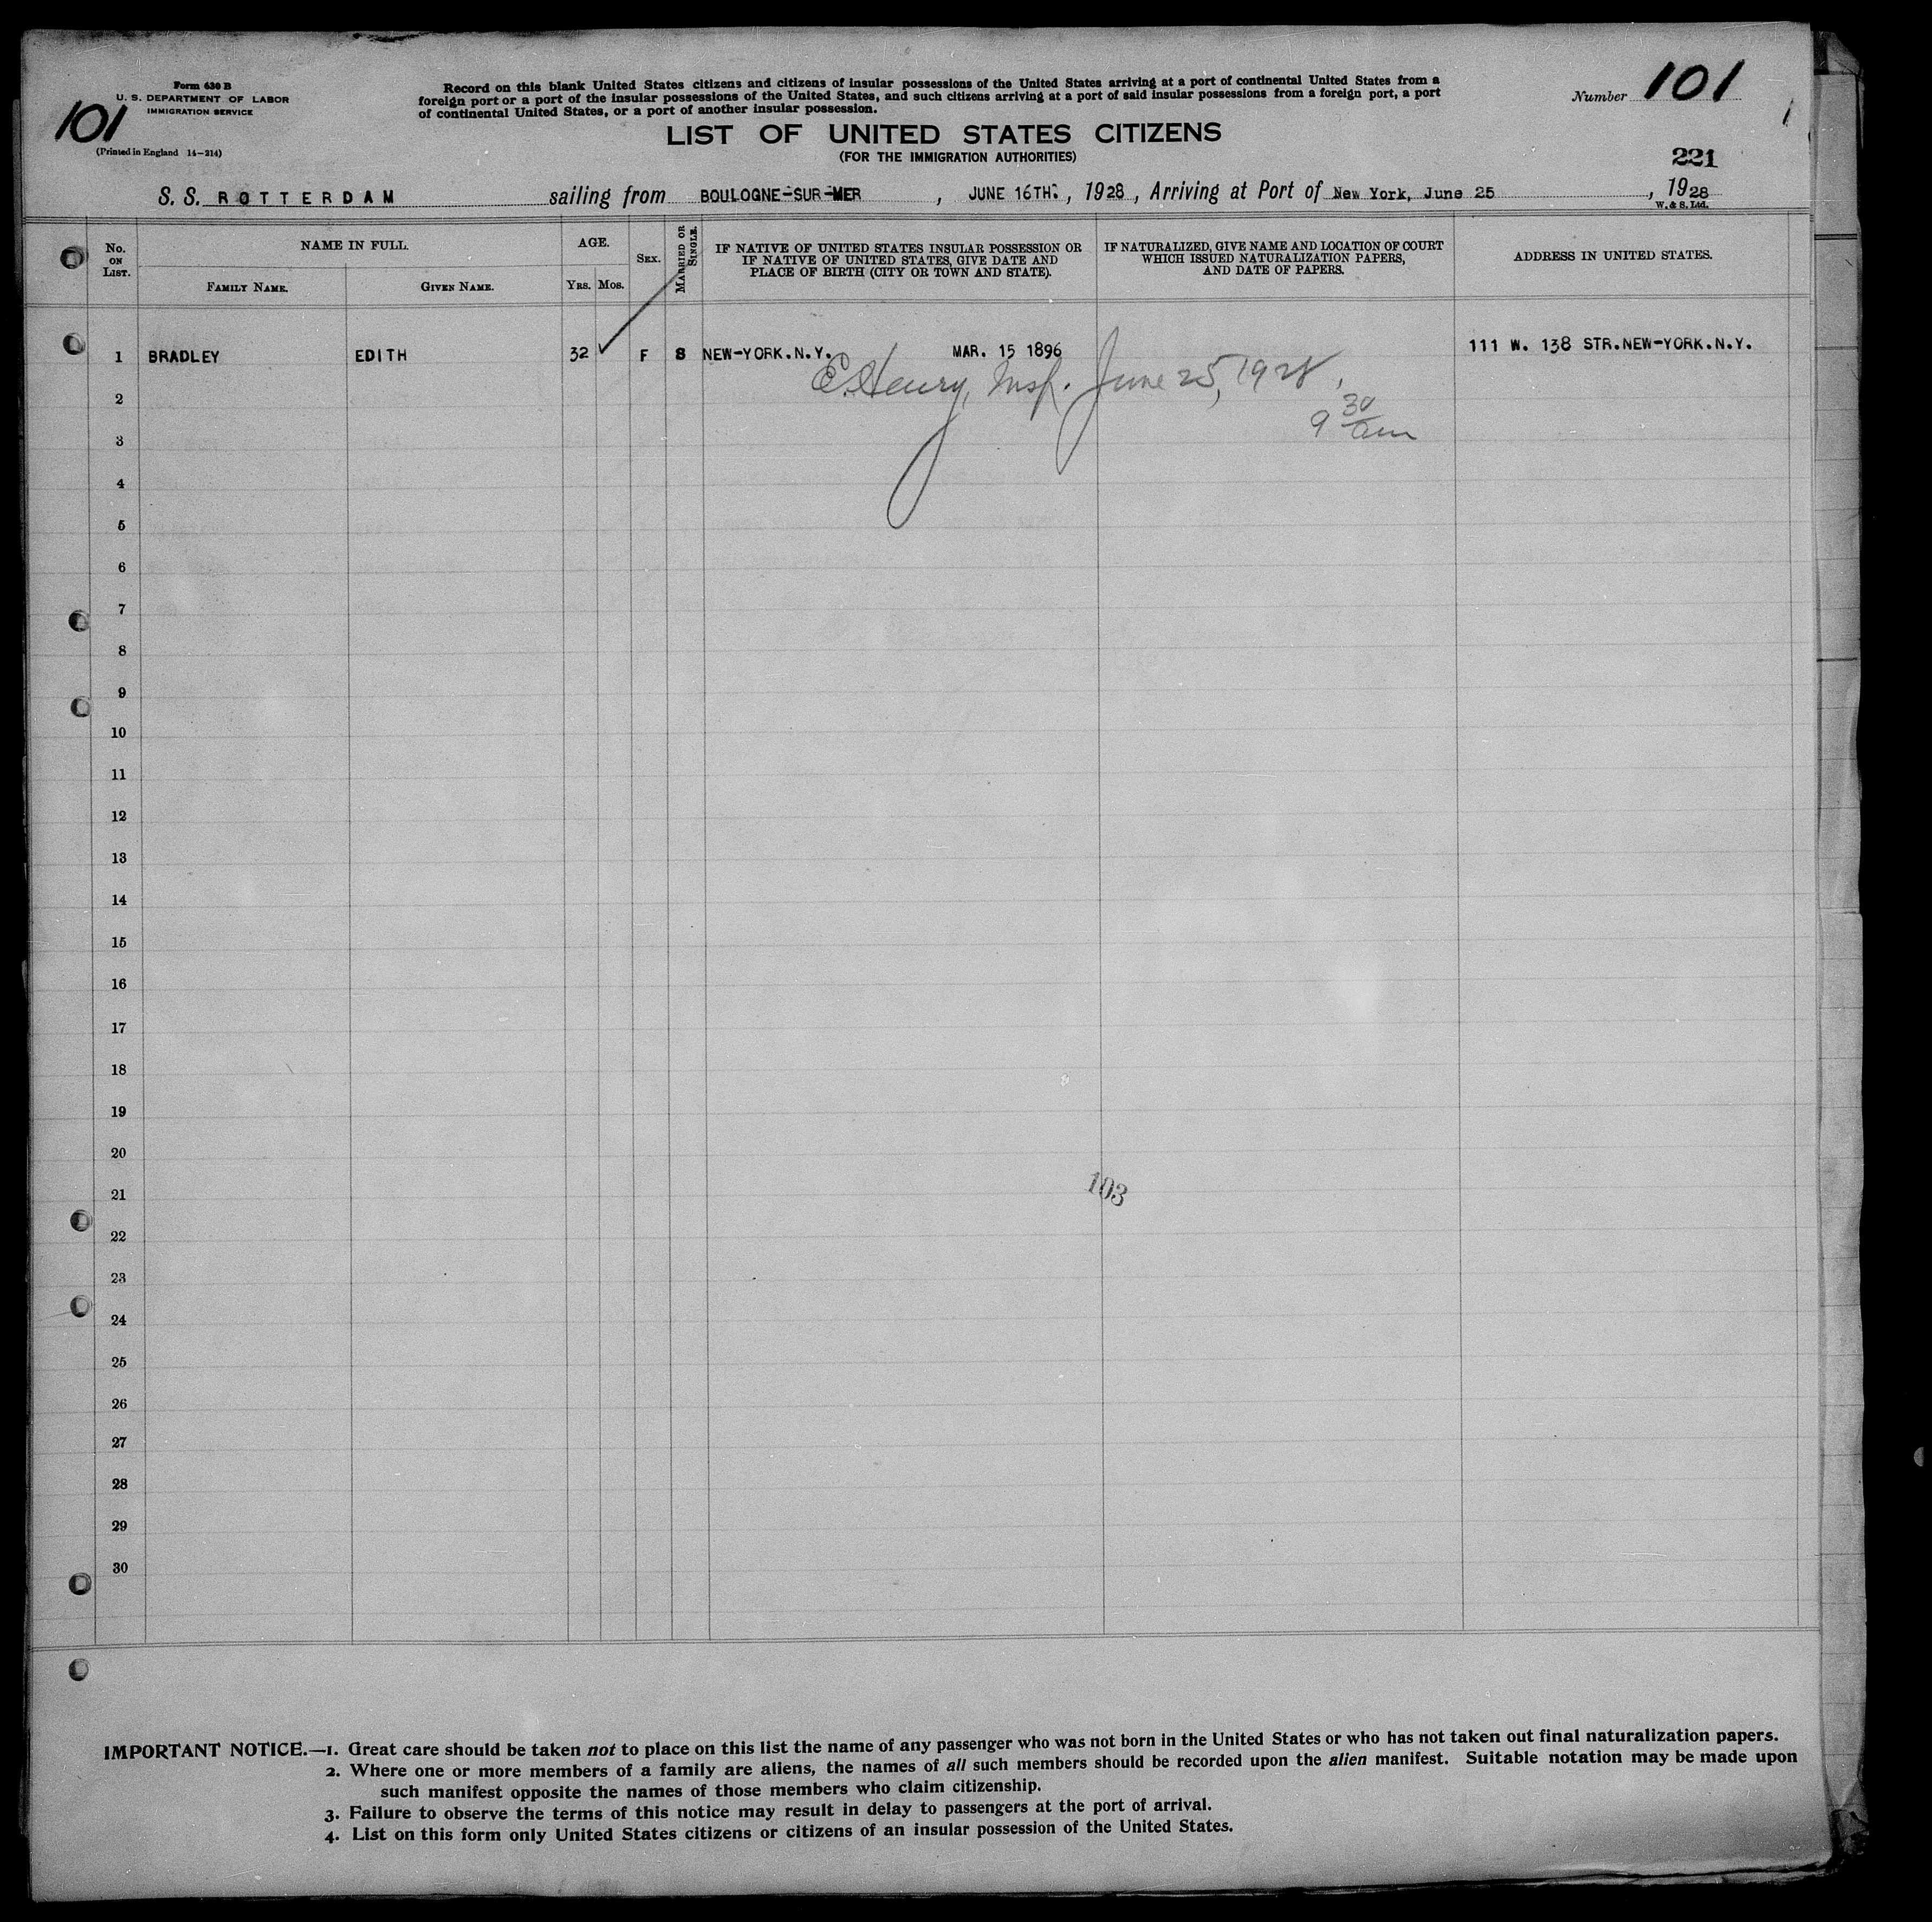 Form 630 B
U. S. DEPARTMENT OF LABOR
IMMIGRATION SERVICE
101
(Printed in England 14—214)
Record on this blank United States citizens and citizens of insular possessions of the United States arriving at a port of continental United States from a
foreign port or a port of the insular possessions of the United States, and such citizens arriving at a port of said insular possessions from a foreign port, a port
of continental United States, or a port of another insular possession.
Number 101
LIST OF UNITED STATES CITIZENS
(FOR THE IMMIGRATION AUTHORITIES)
221
S. S. ROTTERDAM sailing from BOULOGNE-SUR-MER, JUNE 16TH., 1928, Arriving at Port of New York, June 25, 1928
W. & S. Ltd.
No. ON LIST.
NAME IN FULL.
FAMILY NAME.
GIVEN NAME.
AGE.
YRS. MOS.
SEX.
MARRIED OR SINGLE.
IF NATIVE OF UNITED STATES INSULAR POSSESSION OR
IF NATIVE OF UNITED STATES, GIVE DATE AND
PLACE OF BIRTH (CITY OR TOWN AND STATE).
IF NATURALIZED, GIVE NAME AND LOCATION OF COURT
WHICH ISSUED NATURALIZATION PAPERS,
AND DATE OF PAPERS.
ADDRESS IN UNITED STATES.
1 BRADLEY EDITH 32 ✓ F S NEW-YORK.N.Y. MAR. 15 1896 111 W. 138 STR.NEW-YORK.N.Y.
E. Henry, Insp. June 25, 1928,
9 30 am
2
3
4
5
6
7
8
9
10
11
12
13
14
15
16
17
18
19
20
21
103
22
23
24
25
26
27
28
29
30
IMPORTANT NOTICE.—1. Great care should be taken not to place on this list the name of any passenger who was not born in the United States or who has not taken out final naturalization papers.
2. Where one or more members of a family are aliens, the names of all such members should be recorded upon the alien manifest. Suitable notation may be made upon
such manifest opposite the names of those members who claim citizenship.
3. Failure to observe the terms of this notice may result in delay to passengers at the port of arrival.
4. List on this form only United States citizens or citizens of an insular possession of the United States.